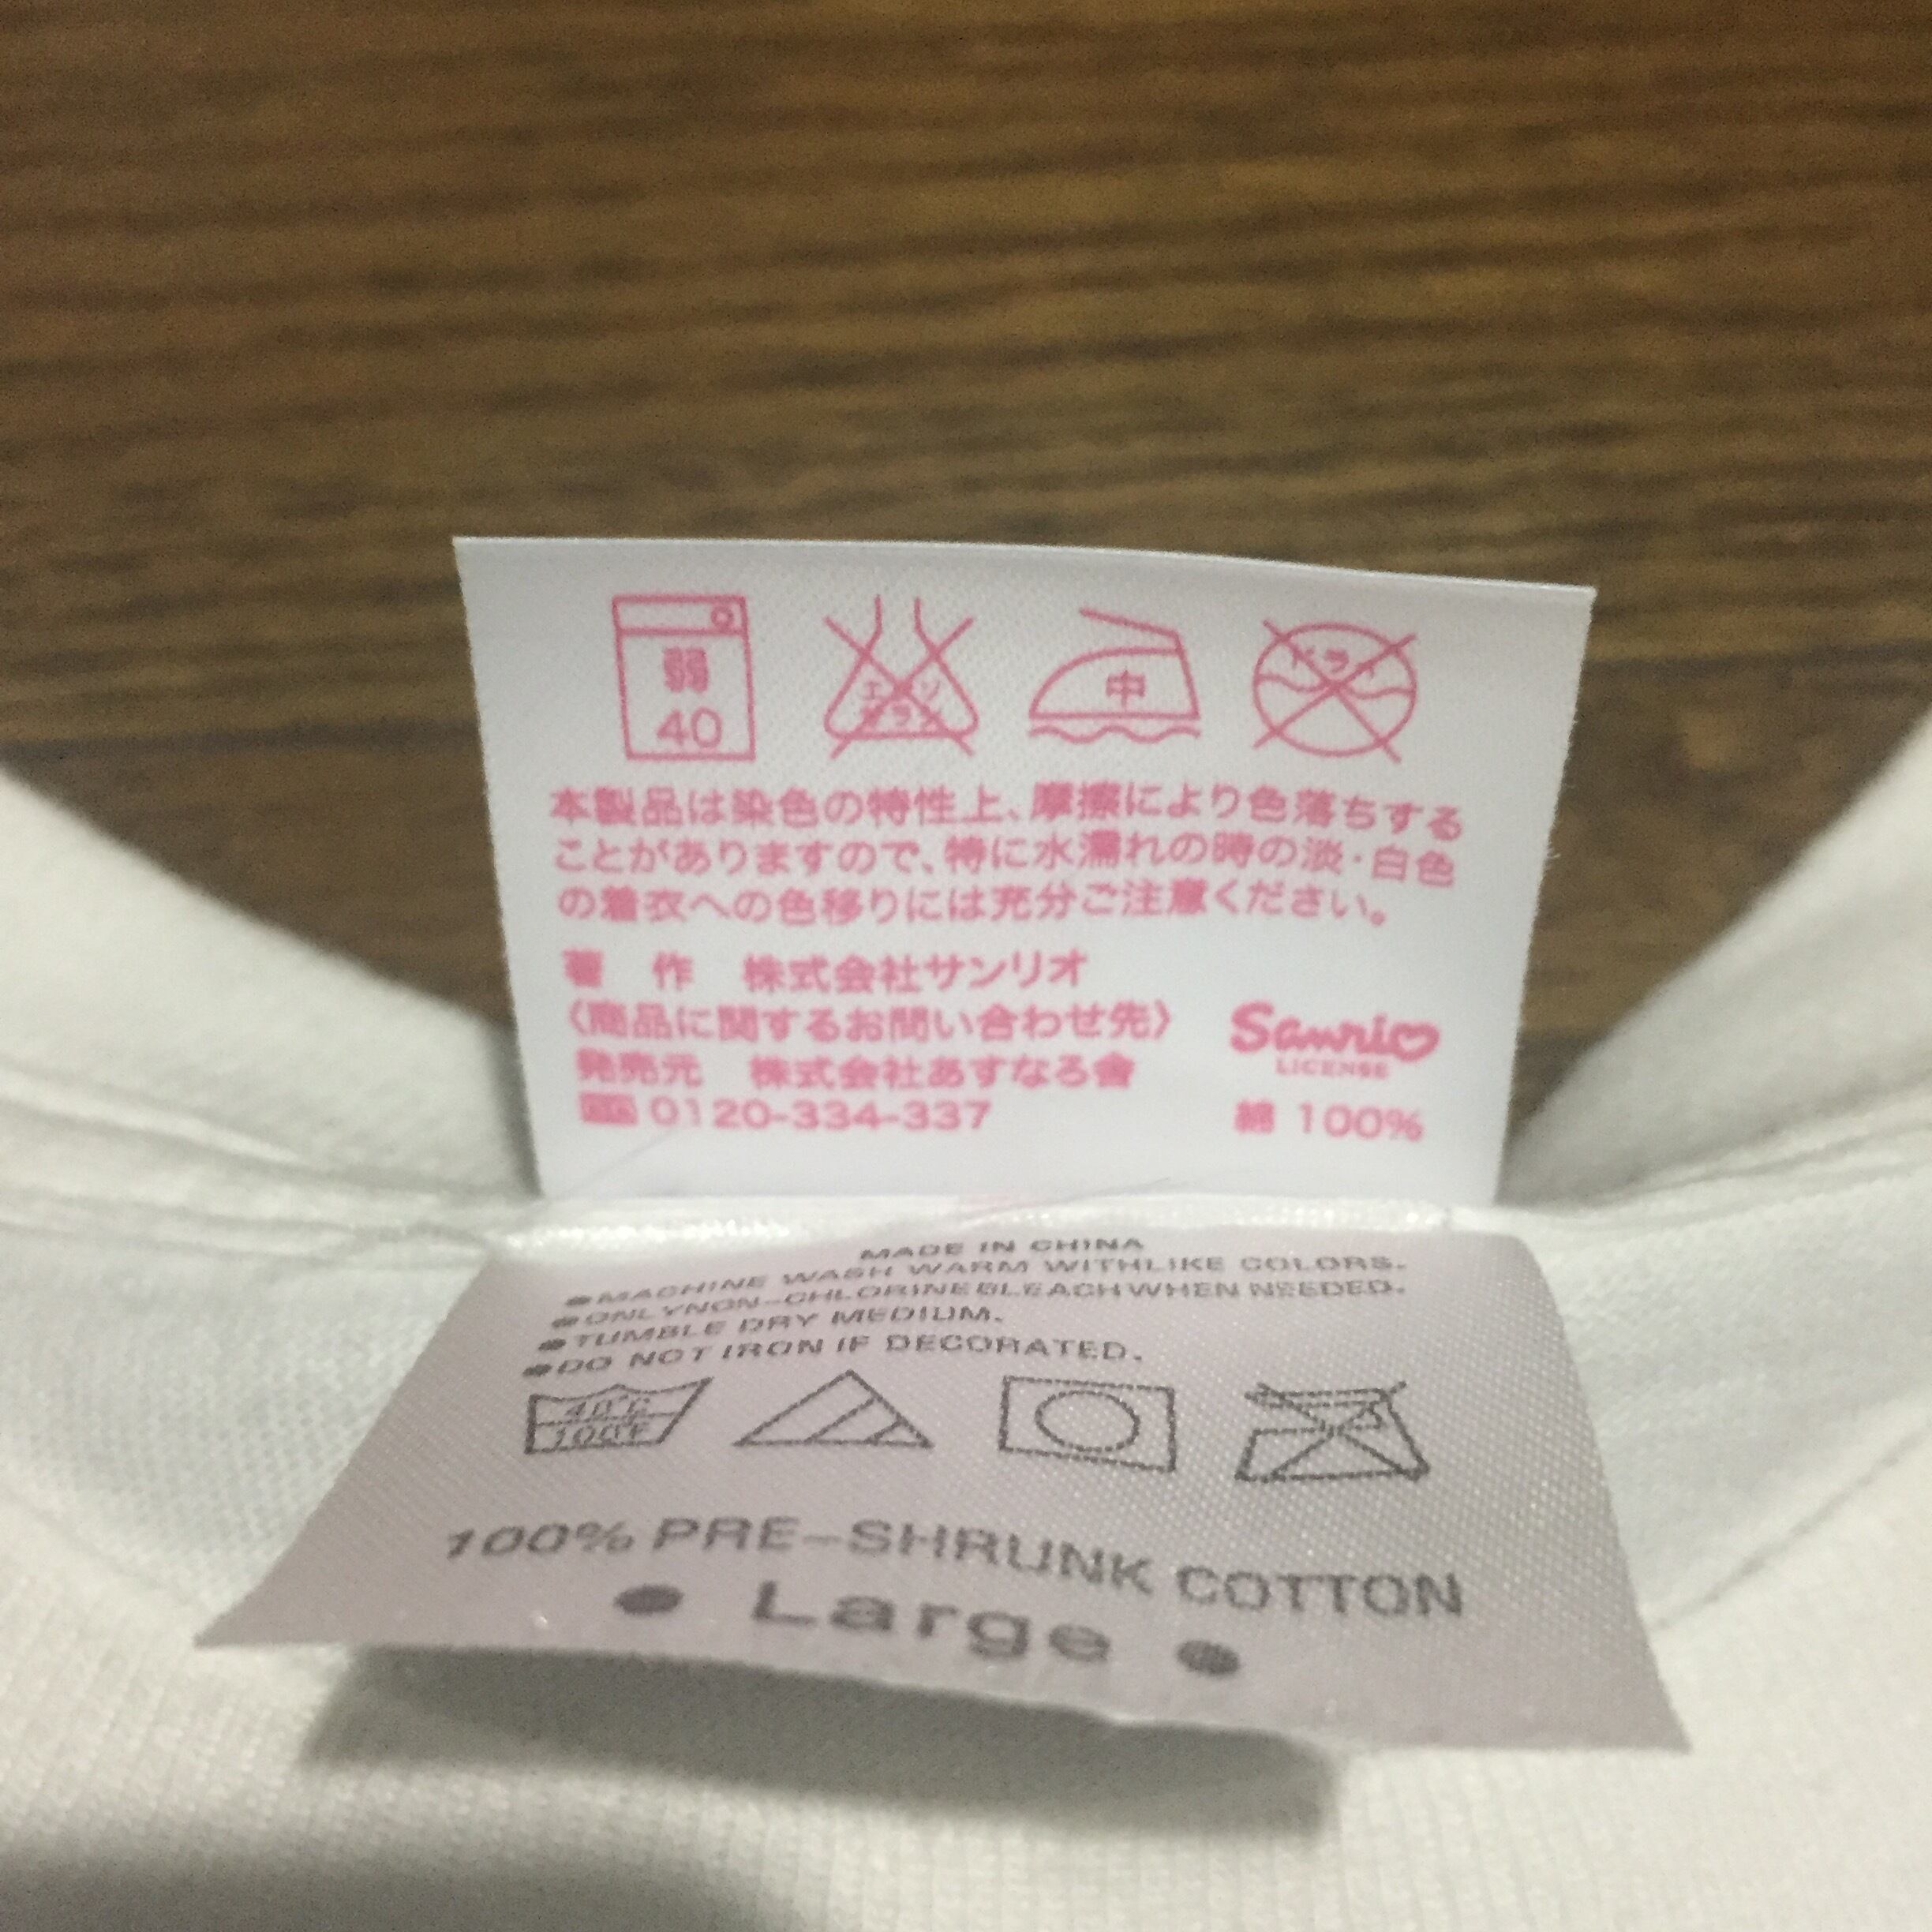 弱
40
エンソ
サラシ
中
ドライ
本製品は染色の特性上、摩擦により色落ちする
ことがありますので、特に水濡れの時の淡・白色
の着衣への色移りには充分ご注意ください。
著 作 株式会社サンリオ
〈商品に関するお問い合わせ先〉
発売元 株式会社あすなろ舎
0120-334-337
Sanrio
LICENSE
綿 100%
MADE IN CHINA
●MACHINE WASH WARM WITHLIKE COLORS.
●ONLYNON-CHLORINE BLEACH WHEN NEEDED.
●TUMBLE DRY MEDIUM.
●DO NOT IRON IF DECORATED.
40°C
100°F
100% PRE-SHRUNK COTTON
● Large ●